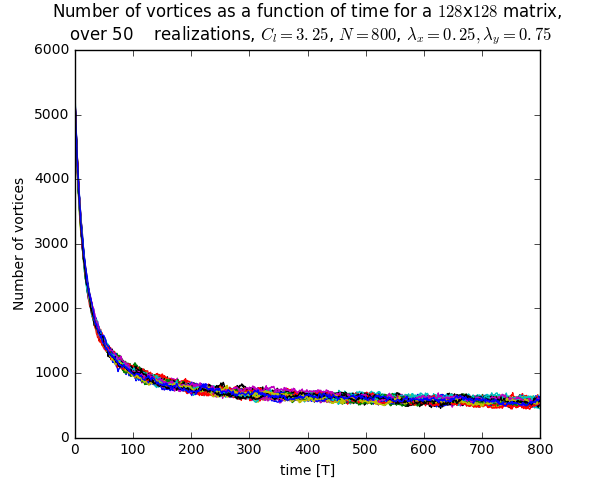 Number of vortices as a function of time for a 128x128 matrix,
over 50 realizations, C_l = 3.25, N = 800, λ_x = 0.25, λ_y = 0.75
6000
5000
4000
3000
2000
1000
0
Number of vortices
0 100 200 300 400 500 600 700 800
time [T]